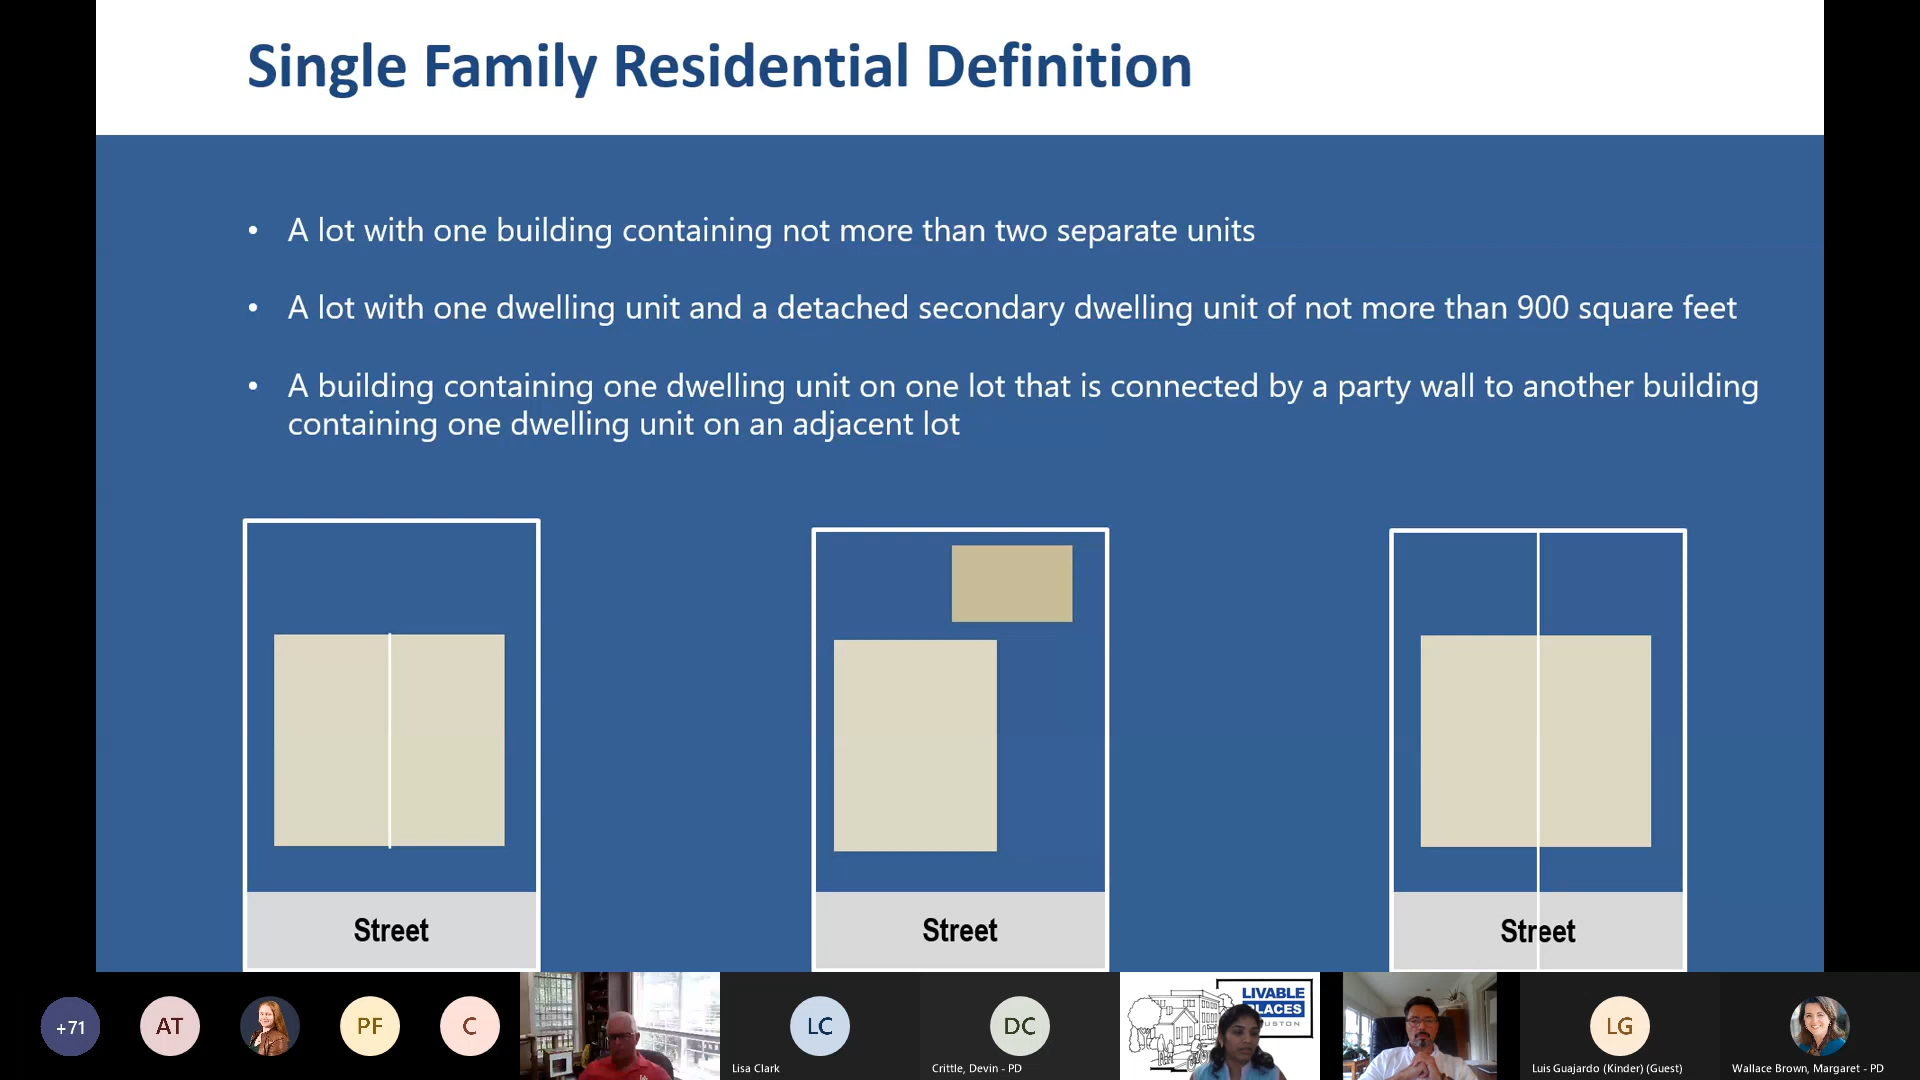 Single Family Residential Definition
• A lot with one building containing not more than two separate units
• A lot with one dwelling unit and a detached secondary dwelling unit of not more than 900 square feet
• A building containing one dwelling unit on one lot that is connected by a party wall to another building
containing one dwelling unit on an adjacent lot
Street
Street
Street
+71
AT
PF
C
LC
Lisa Clark
DC
Crittle, Devin - PD
LIVABLE
PLACES
HOUSTON
LG
Luis Guajardo (Kinder) (Guest)
Wallace Brown, Margaret - PD